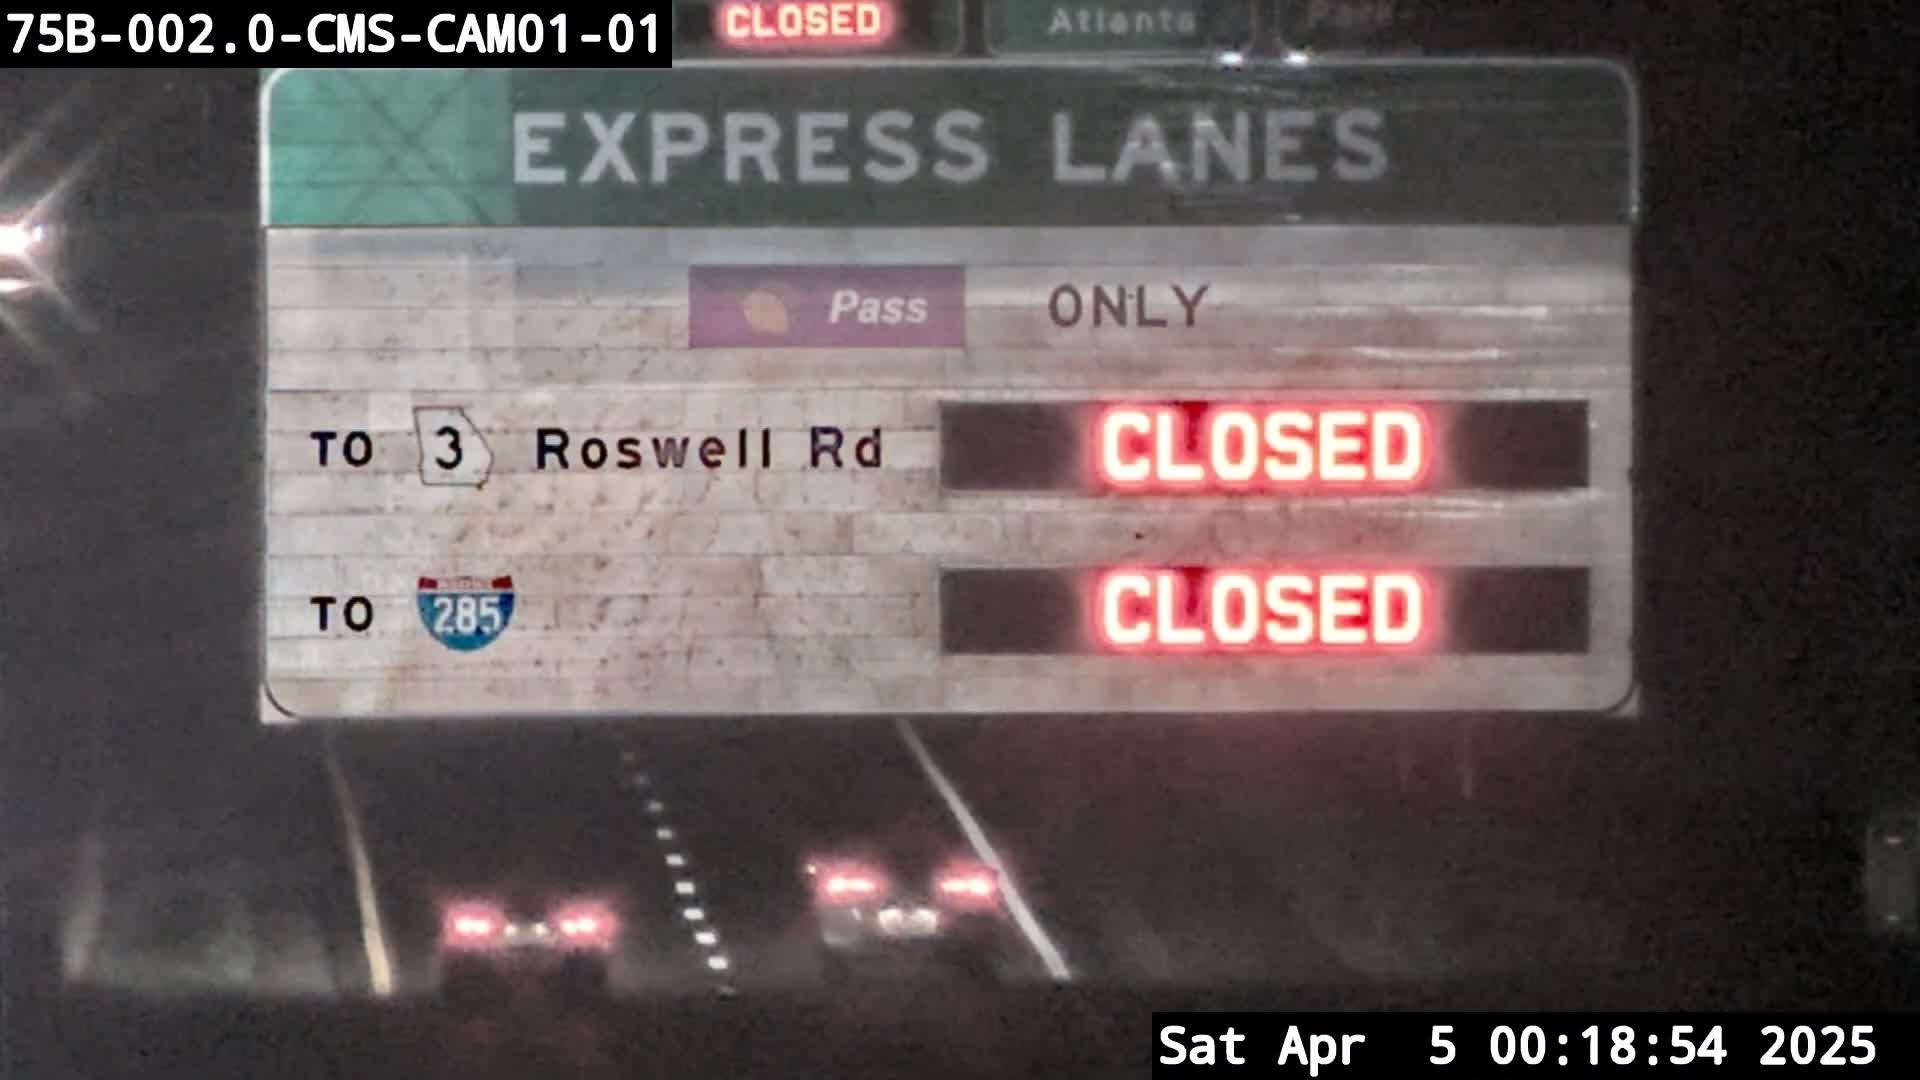 75B-002.0-CMS-CAM01-01
CLOSED
Atlanta
EXPRESS LANES
Pass ONLY
TO 3 Roswell Rd CLOSED
TO 285 CLOSED
Sat Apr 5 00:18:54 2025